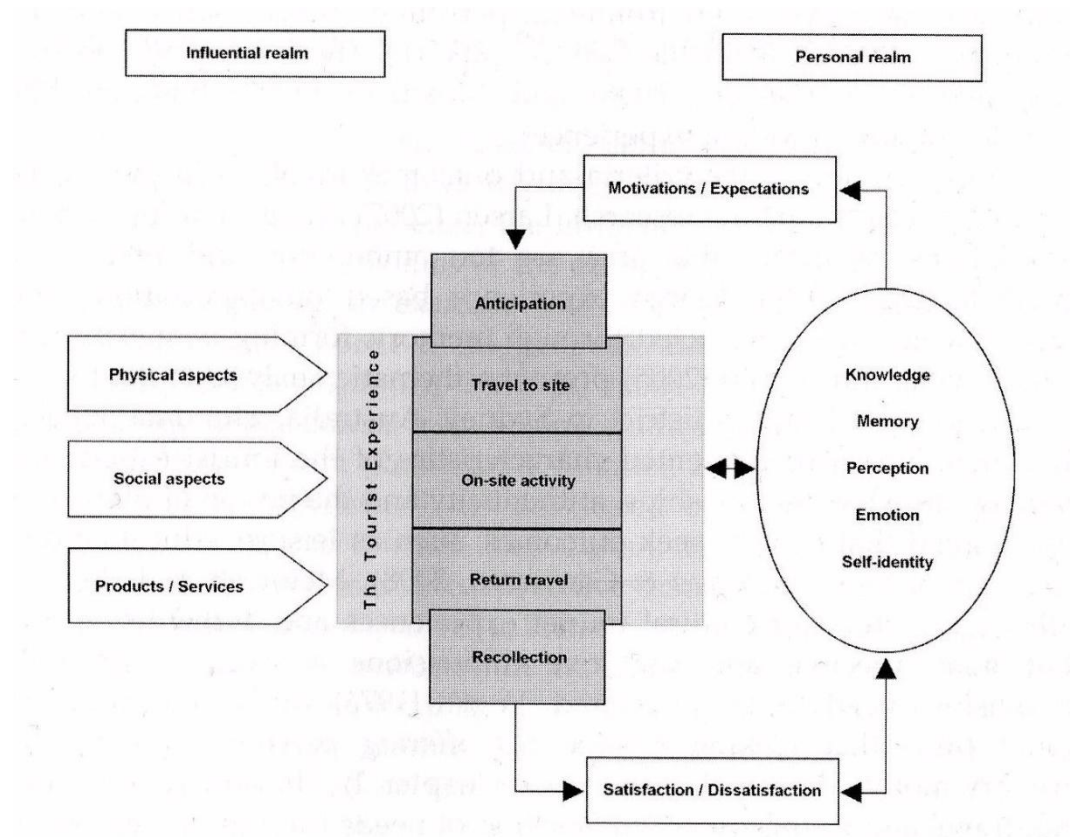 Influential realm
Personal realm
Motivations / Expectations
Anticipation
Physical aspects
Travel to site
Social aspects
On-site activity
Products / Services
Return travel
The Tourist Experience
Recollection
Knowledge
Memory
Perception
Emotion
Self-identity
Satisfaction / Dissatisfaction